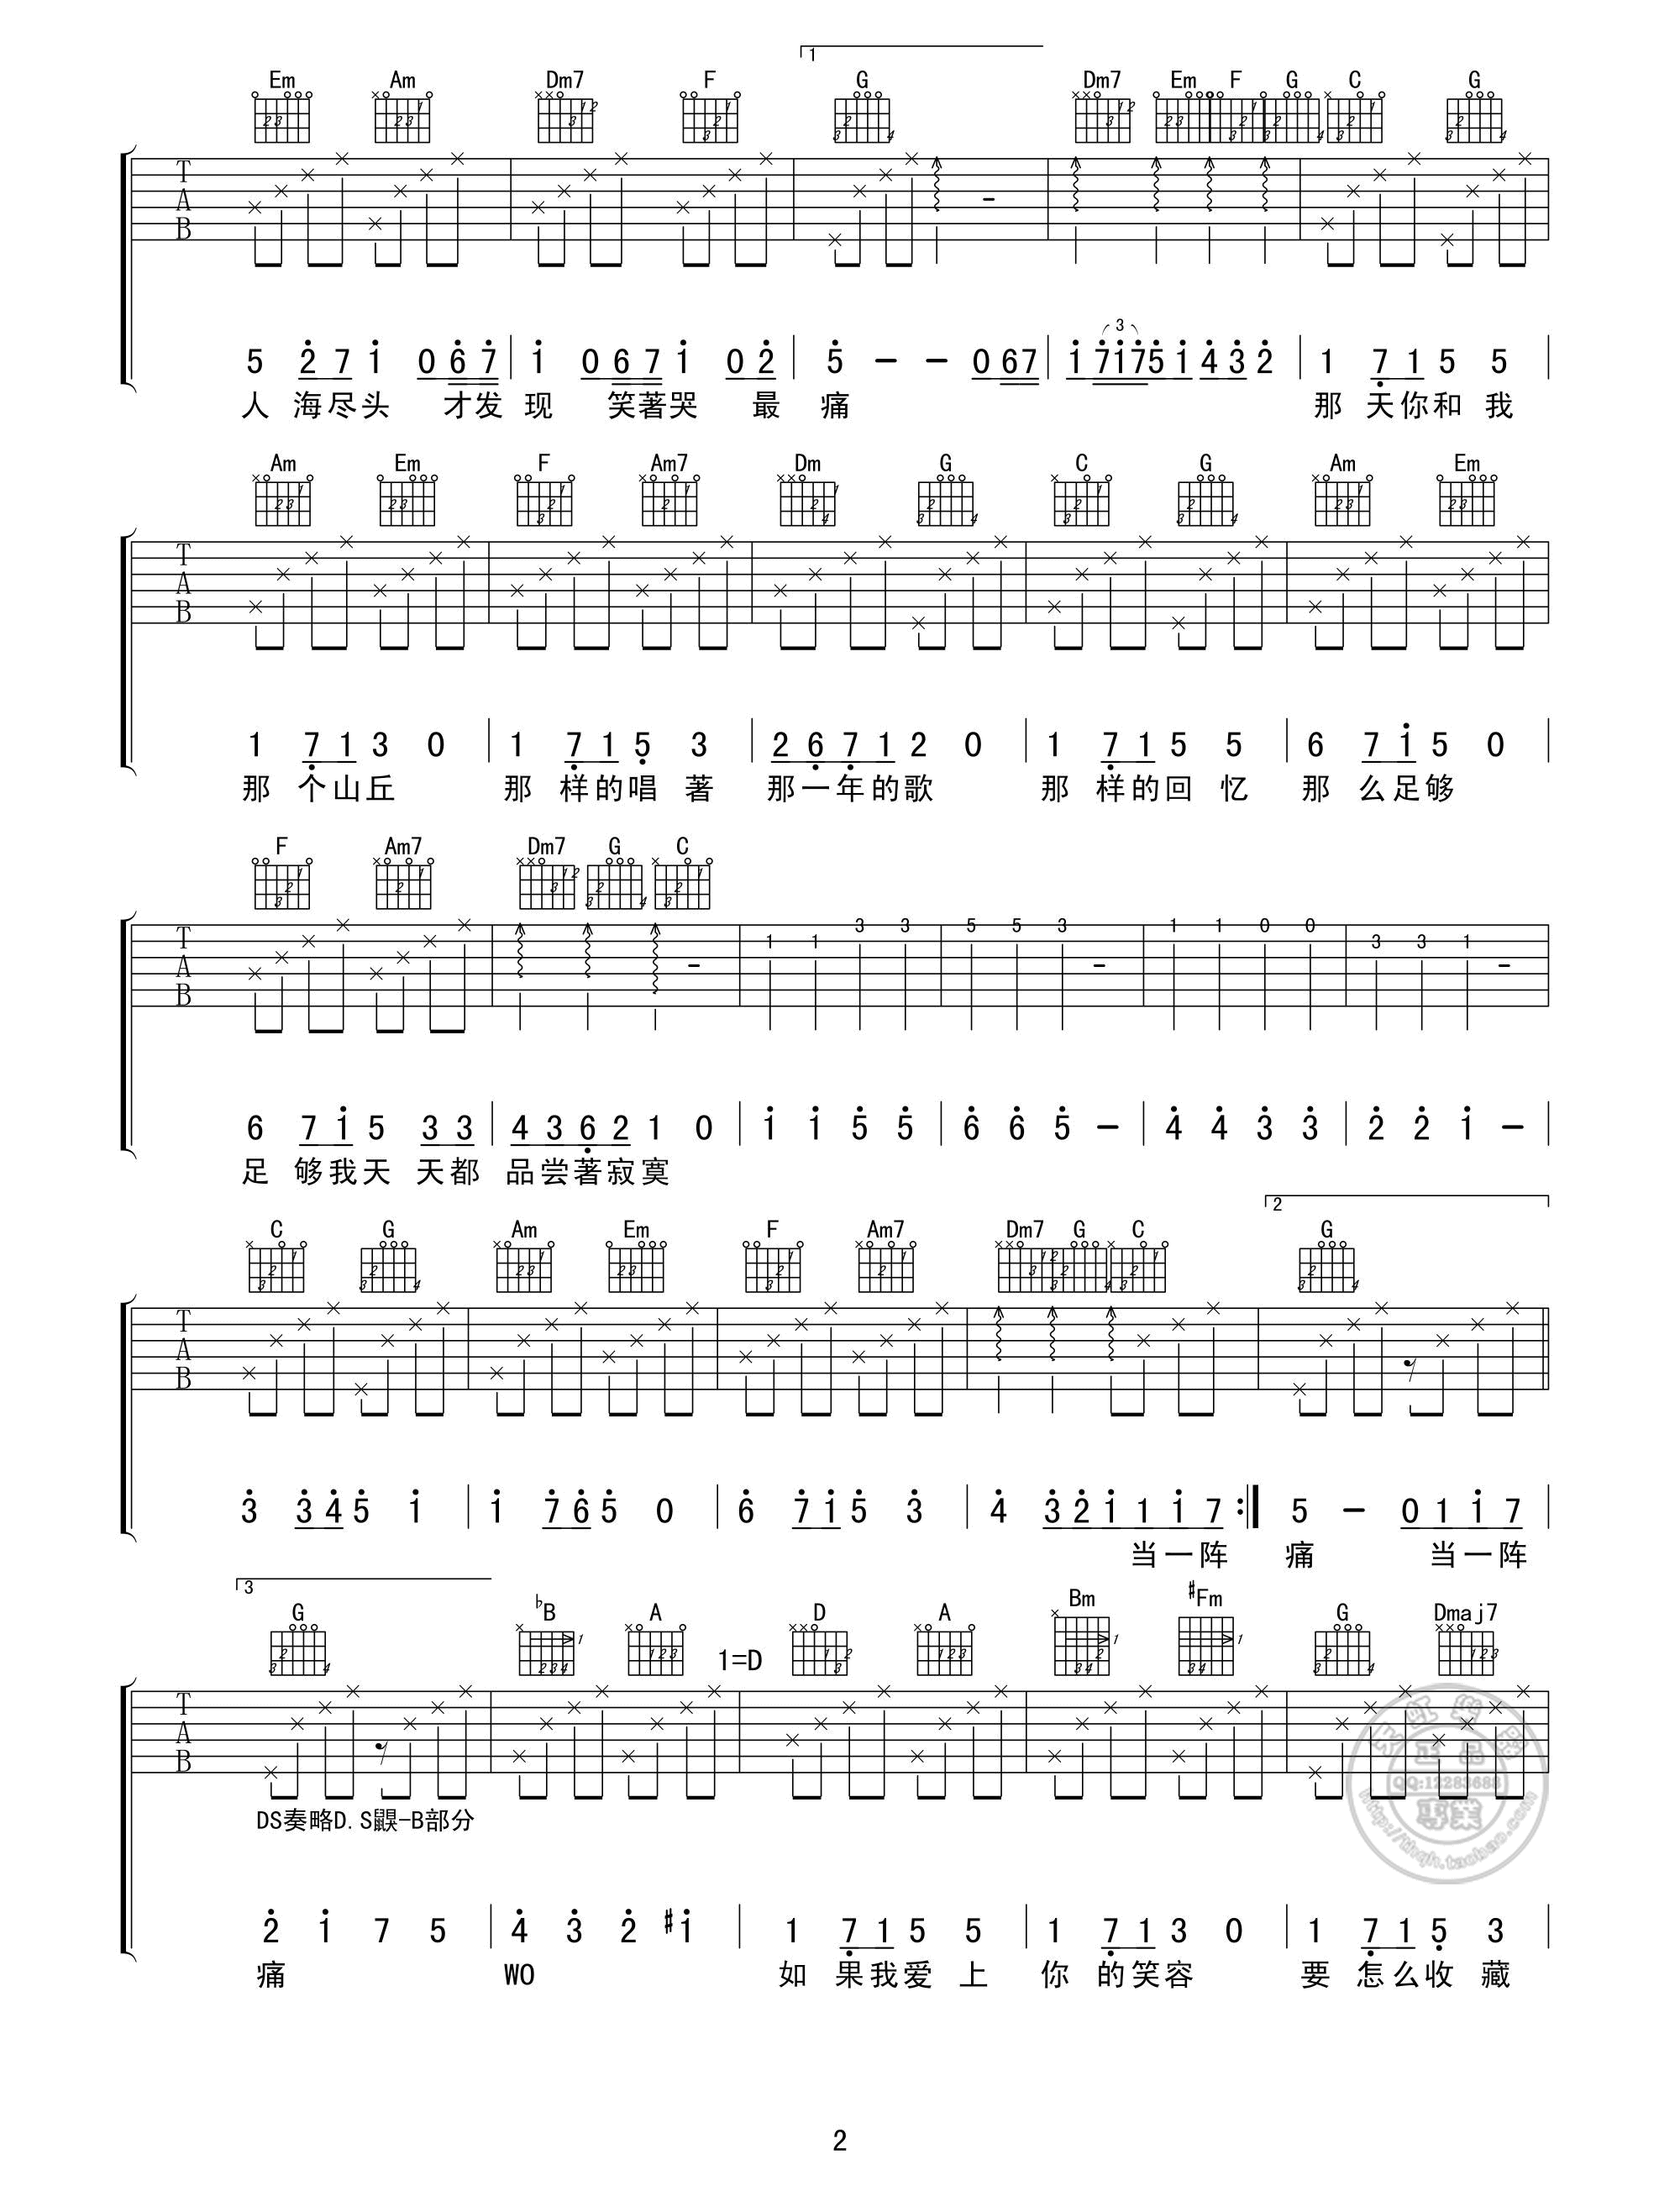 1
Em Am Dm7 F G Dm7 Em F G C G
T
A
B
3
5 2 7 1 0 6 7 1 0 6 7 1 0 2 5 - - 0 6 7 1 7 1 7 5 1 4 3 2 1 7 1 5 5
人 海尽头 才发 现 笑著哭 最 痛 那 天你和 我
Am Em F Am7 Dm G C G Am Em
T
A
B
1 7 1 3 0 1 7 1 5 3 2 6 7 1 2 0 1 7 1 5 5 6 7 1 5 0
那 个山丘 那 样的唱 著 那一年的歌 那 样的回 忆 那 么足够
F Am7 Dm7 G C
T
A
B
1 1 3 3 5 5 3 - 1 1 0 0 3 3 1 -
6 7 1 5 3 3 4 3 6 2 1 0 1 1 5 5 6 6 5 - 4 4 3 3 2 2 1 -
足 够我天 天都 品尝著寂寞
2
C G Am Em F Am7 Dm7 G C G
T
A
B
3 3 4 5 1 1 7 6 5 0 6 7 1 5 3 4 3 2 1 1 1 7 5 - 0 1 1 7
当一阵 痛 当一阵
3
G ♭B A 1=D D A Bm #Fm G Dmaj7
T
A
B
DS奏略D.S鼹-B部分
2 1 7 5 4 3 2 #1 1 7 1 5 5 1 7 1 3 0 1 7 1 5 3
痛 WO 如 果我爱 上 你 的笑容 要 怎么收 藏
正品
QQ:12283683
專業
http://thqh.taobao.com
2